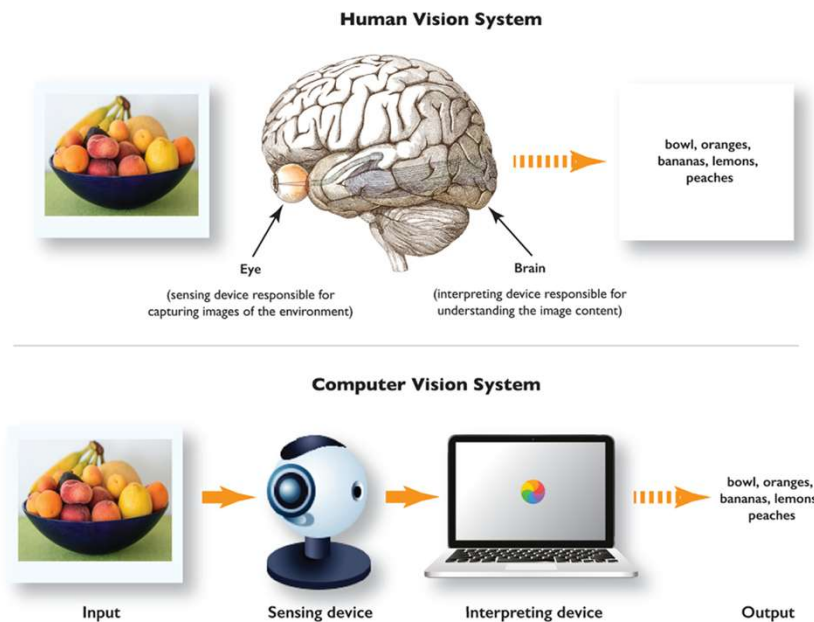 Human Vision System
bowl, oranges,
bananas, lemons,
peaches
Eye
(sensing device responsible for
capturing images of the environment)
Brain
(interpreting device responsible for
understanding the image content)
Computer Vision System
bowl, oranges,
bananas, lemons
peaches
Input
Sensing device
Interpreting device
Output